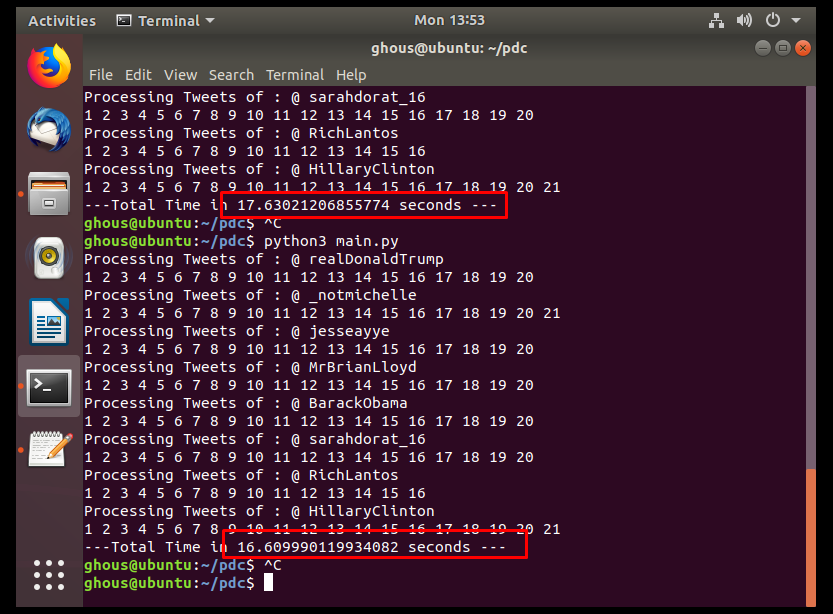 Activities Terminal Mon 13:53
ghous@ubuntu: ~/pdc
File Edit View Search Terminal Help
Processing Tweets of : @ sarahdorat_16
1 2 3 4 5 6 7 8 9 10 11 12 13 14 15 16 17 18 19 20
Processing Tweets of : @ RichLantos
1 2 3 4 5 6 7 8 9 10 11 12 13 14 15 16
Processing Tweets of : @ HillaryClinton
1 2 3 4 5 6 7 8 9 10 11 12 13 14 15 16 17 18 19 20 21
---Total Time in 17.63021206855774 seconds ---
ghous@ubuntu:~/pdc$ ^C
ghous@ubuntu:~/pdc$ python3 main.py
Processing Tweets of : @ realDonaldTrump
1 2 3 4 5 6 7 8 9 10 11 12 13 14 15 16 17 18 19 20
Processing Tweets of : @ _notmichelle
1 2 3 4 5 6 7 8 9 10 11 12 13 14 15 16 17 18 19 20 21
Processing Tweets of : @ jesseayye
1 2 3 4 5 6 7 8 9 10 11 12 13 14 15 16 17 18 19 20
Processing Tweets of : @ MrBrianLloyd
1 2 3 4 5 6 7 8 9 10 11 12 13 14 15 16 17 18 19 20
Processing Tweets of : @ BarackObama
1 2 3 4 5 6 7 8 9 10 11 12 13 14 15 16 17 18 19 20
Processing Tweets of : @ sarahdorat_16
1 2 3 4 5 6 7 8 9 10 11 12 13 14 15 16 17 18 19 20
Processing Tweets of : @ RichLantos
1 2 3 4 5 6 7 8 9 10 11 12 13 14 15 16
Processing Tweets of : @ HillaryClinton
1 2 3 4 5 6 7 8 9 10 11 12 13 14 15 16 17 18 19 20 21
---Total Time in 16.609990119934082 seconds ---
ghous@ubuntu:~/pdc$ ^C
ghous@ubuntu:~/pdc$